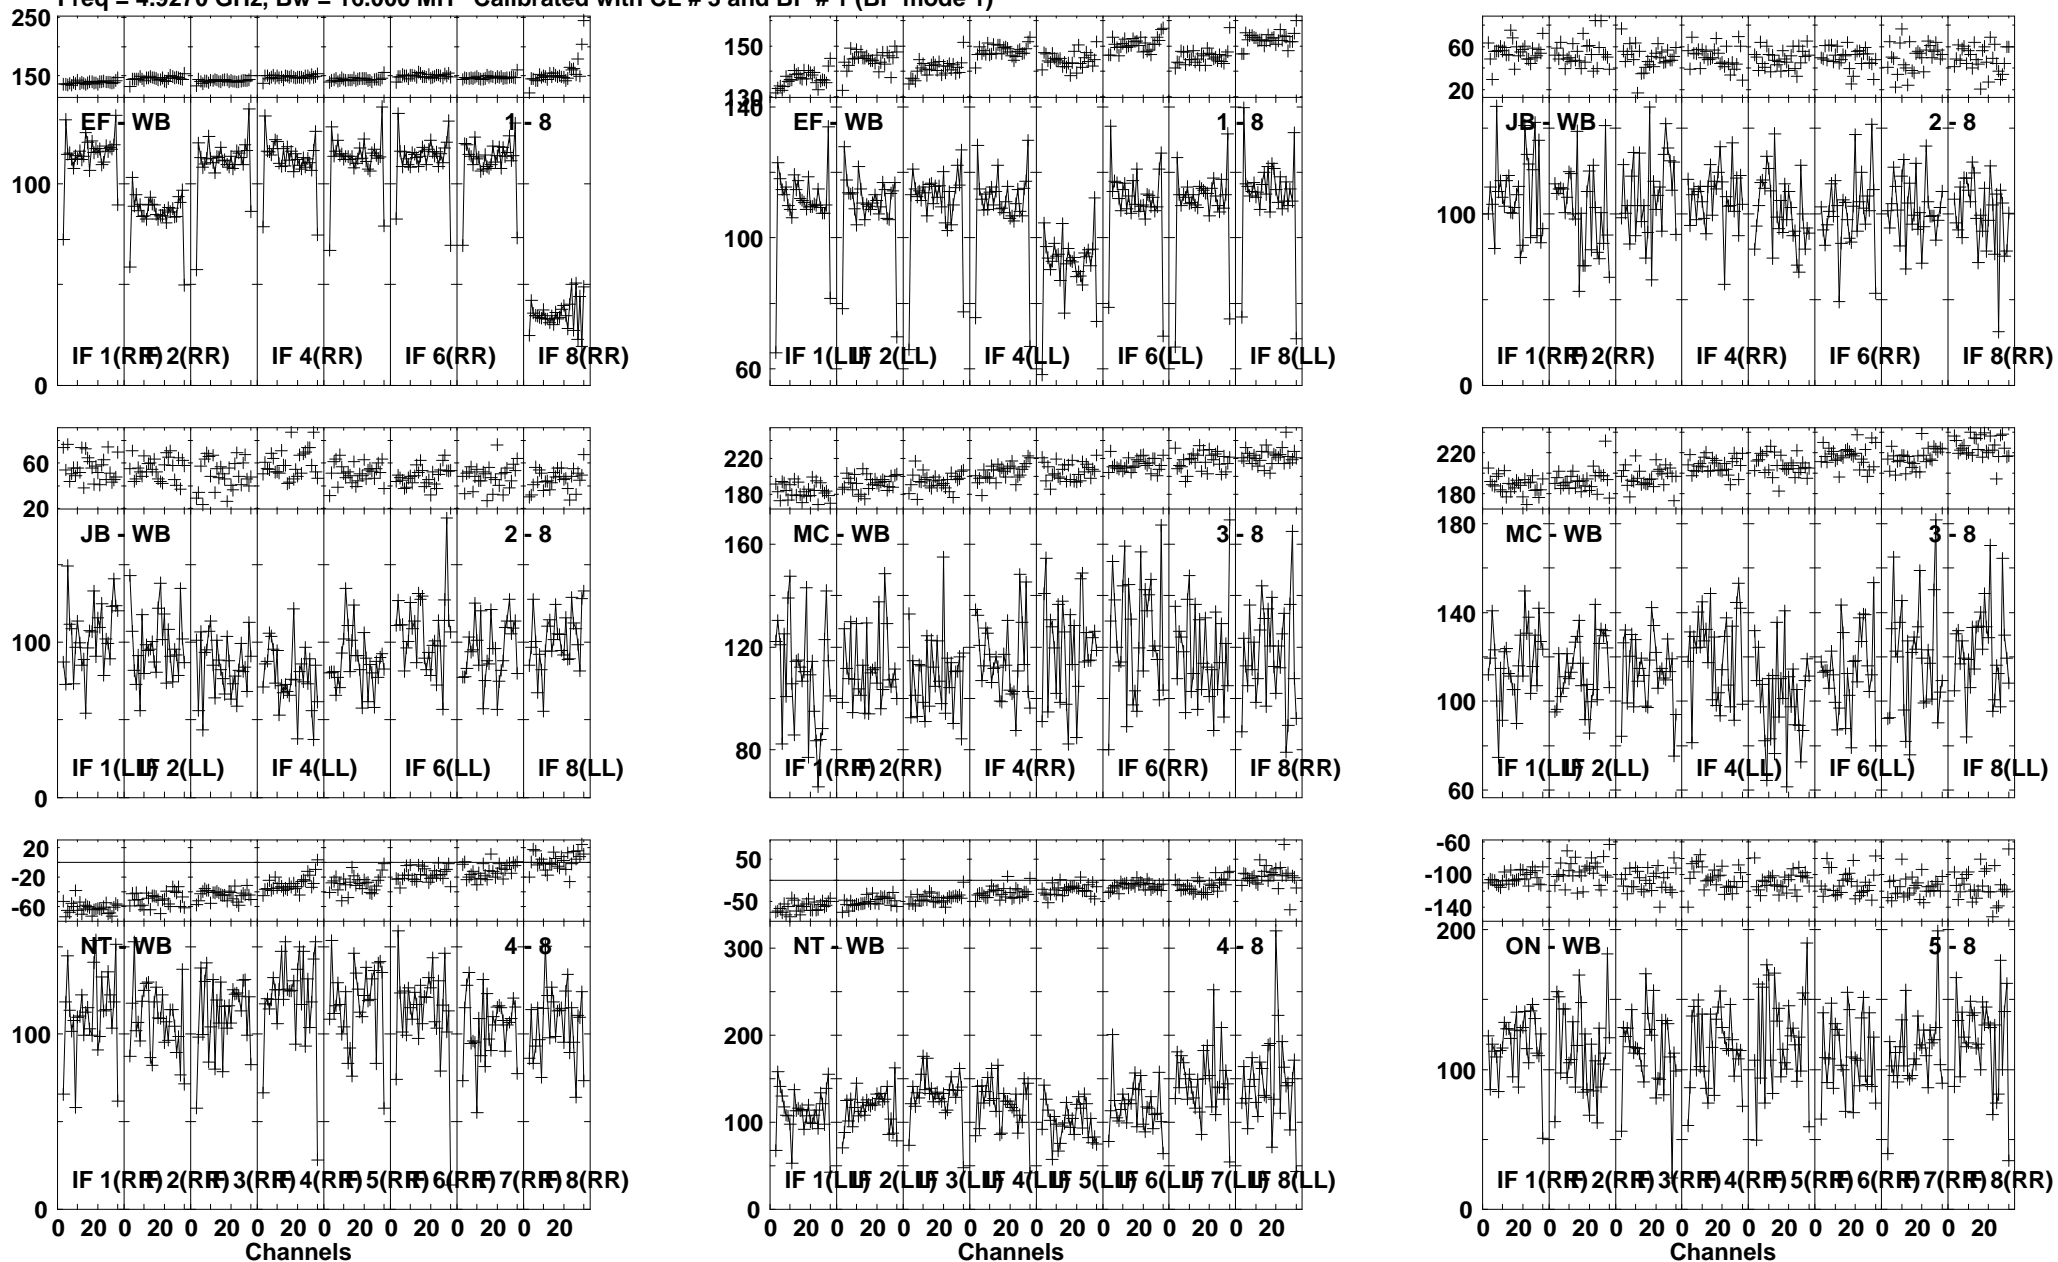 Freq = 4.9270 GHz, Bw = 16.000 MH Calibrated with CL # 3 and BP # 1 (BP mode 1)
250
150
EF - WB
1 - 8
100
0
IF 1(RR)
IF 2(RR)
IF 4(RR)
IF 6(RR)
IF 8(RR)
150
130
140
EF - WB
1 - 8
100
60
IF 1(LL)
IF 2(LL)
IF 4(LL)
IF 6(LL)
IF 8(LL)
60
20
JB - WB
2 - 8
100
0
IF 1(RR)
IF 2(RR)
IF 4(RR)
IF 6(RR)
IF 8(RR)
60
20
JB - WB
2 - 8
100
0
IF 1(LL)
IF 2(LL)
IF 4(LL)
IF 6(LL)
IF 8(LL)
220
180
MC - WB
3 - 8
160
120
80
IF 1(RR)
IF 2(RR)
IF 4(RR)
IF 6(RR)
IF 8(RR)
220
180
180
MC - WB
3 - 8
140
100
60
IF 1(LL)
IF 2(LL)
IF 4(LL)
IF 6(LL)
IF 8(LL)
20
-20
-60
NT - WB
4 - 8
100
0
IF 1(RR)
IF 2(RR)
IF 3(RR)
IF 4(RR)
IF 5(RR)
IF 6(RR)
IF 7(RR)
IF 8(RR)
0 20 0 20 0 20 0 20 0 20 0 20 0 20 0 20
Channels
50
-50
NT - WB
4 - 8
300
200
100
0
IF 1(LL)
IF 2(LL)
IF 3(LL)
IF 4(LL)
IF 5(LL)
IF 6(LL)
IF 7(LL)
IF 8(LL)
0 20 0 20 0 20 0 20 0 20 0 20 0 20 0 20
Channels
-60
-100
-140
200
ON - WB
5 - 8
100
0
IF 1(RR)
IF 2(RR)
IF 3(RR)
IF 4(RR)
IF 5(RR)
IF 6(RR)
IF 7(RR)
IF 8(RR)
0 20 0 20 0 20 0 20 0 20 0 20 0 20 0 20
Channels